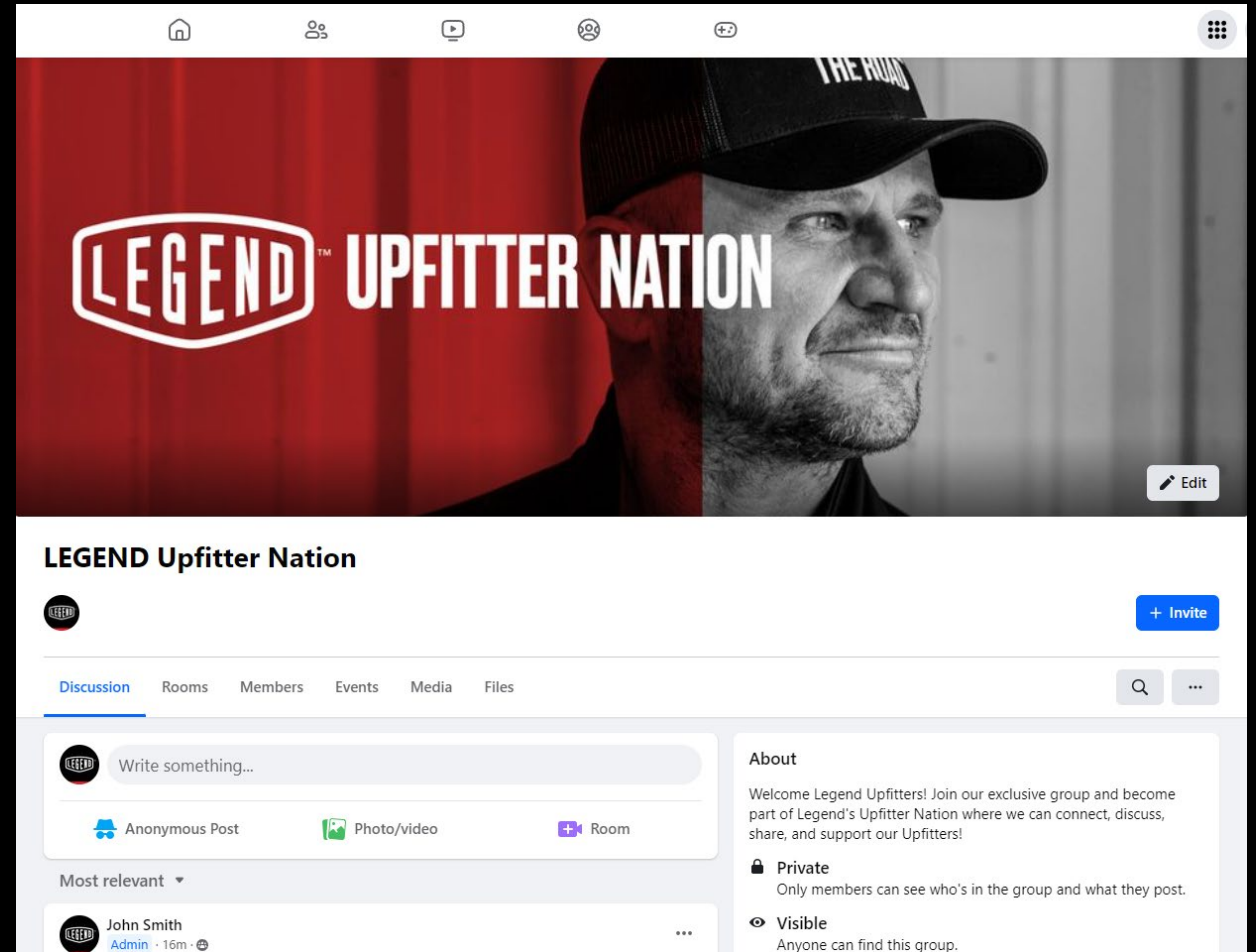 THE ROAD
LEGEND™ UPFITTER NATION
Edit
LEGEND Upfitter Nation
LEGEND
+ Invite
Discussion
Rooms
Members
Events
Media
Files
LEGEND
Write something...
Anonymous Post
Photo/video
Room
Most relevant
LEGEND
John Smith
Admin · 16m ·
About
Welcome Legend Upfitters! Join our exclusive group and become
part of Legend's Upfitter Nation where we can connect, discuss,
share, and support our Upfitters!
Private
Only members can see who's in the group and what they post.
Visible
Anyone can find this group.